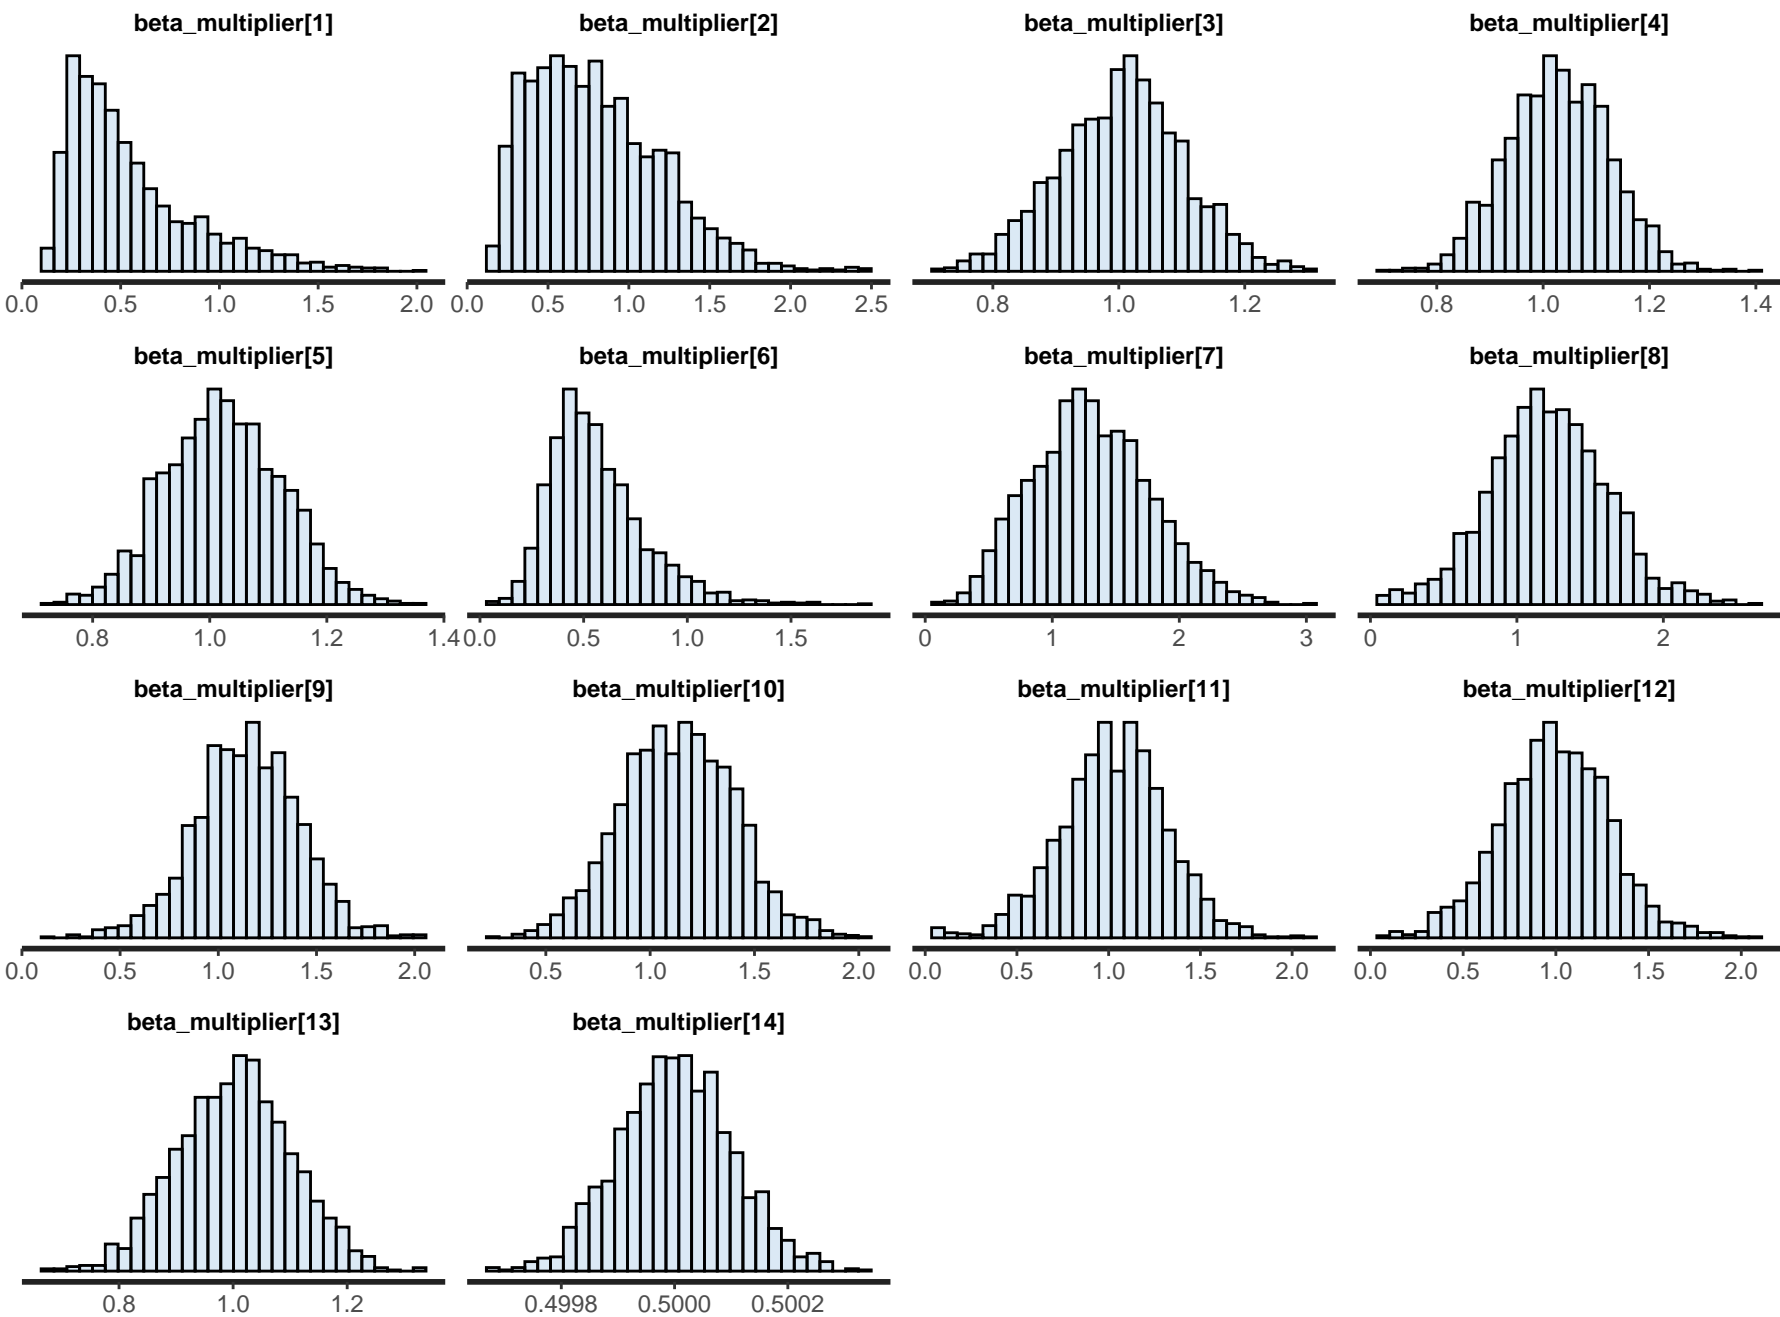 beta_multiplier[1] beta_multiplier[2] beta_multiplier[3] beta_multiplier[4]
0.0 0.5 1.0 1.5 2.0 0.0 0.5 1.0 1.5 2.0 2.5 0.8 1.0 1.2 0.8 1.0 1.2 1.4
beta_multiplier[5] beta_multiplier[6] beta_multiplier[7] beta_multiplier[8]
0.8 1.0 1.2 1.4 0.0 0.5 1.0 1.5 0 1 2 3 0 1 2
beta_multiplier[9] beta_multiplier[10] beta_multiplier[11] beta_multiplier[12]
0.0 0.5 1.0 1.5 2.0 0.5 1.0 1.5 2.0 0.0 0.5 1.0 1.5 2.0 0.0 0.5 1.0 1.5 2.0
beta_multiplier[13] beta_multiplier[14]
0.8 1.0 1.2 0.4998 0.5000 0.5002